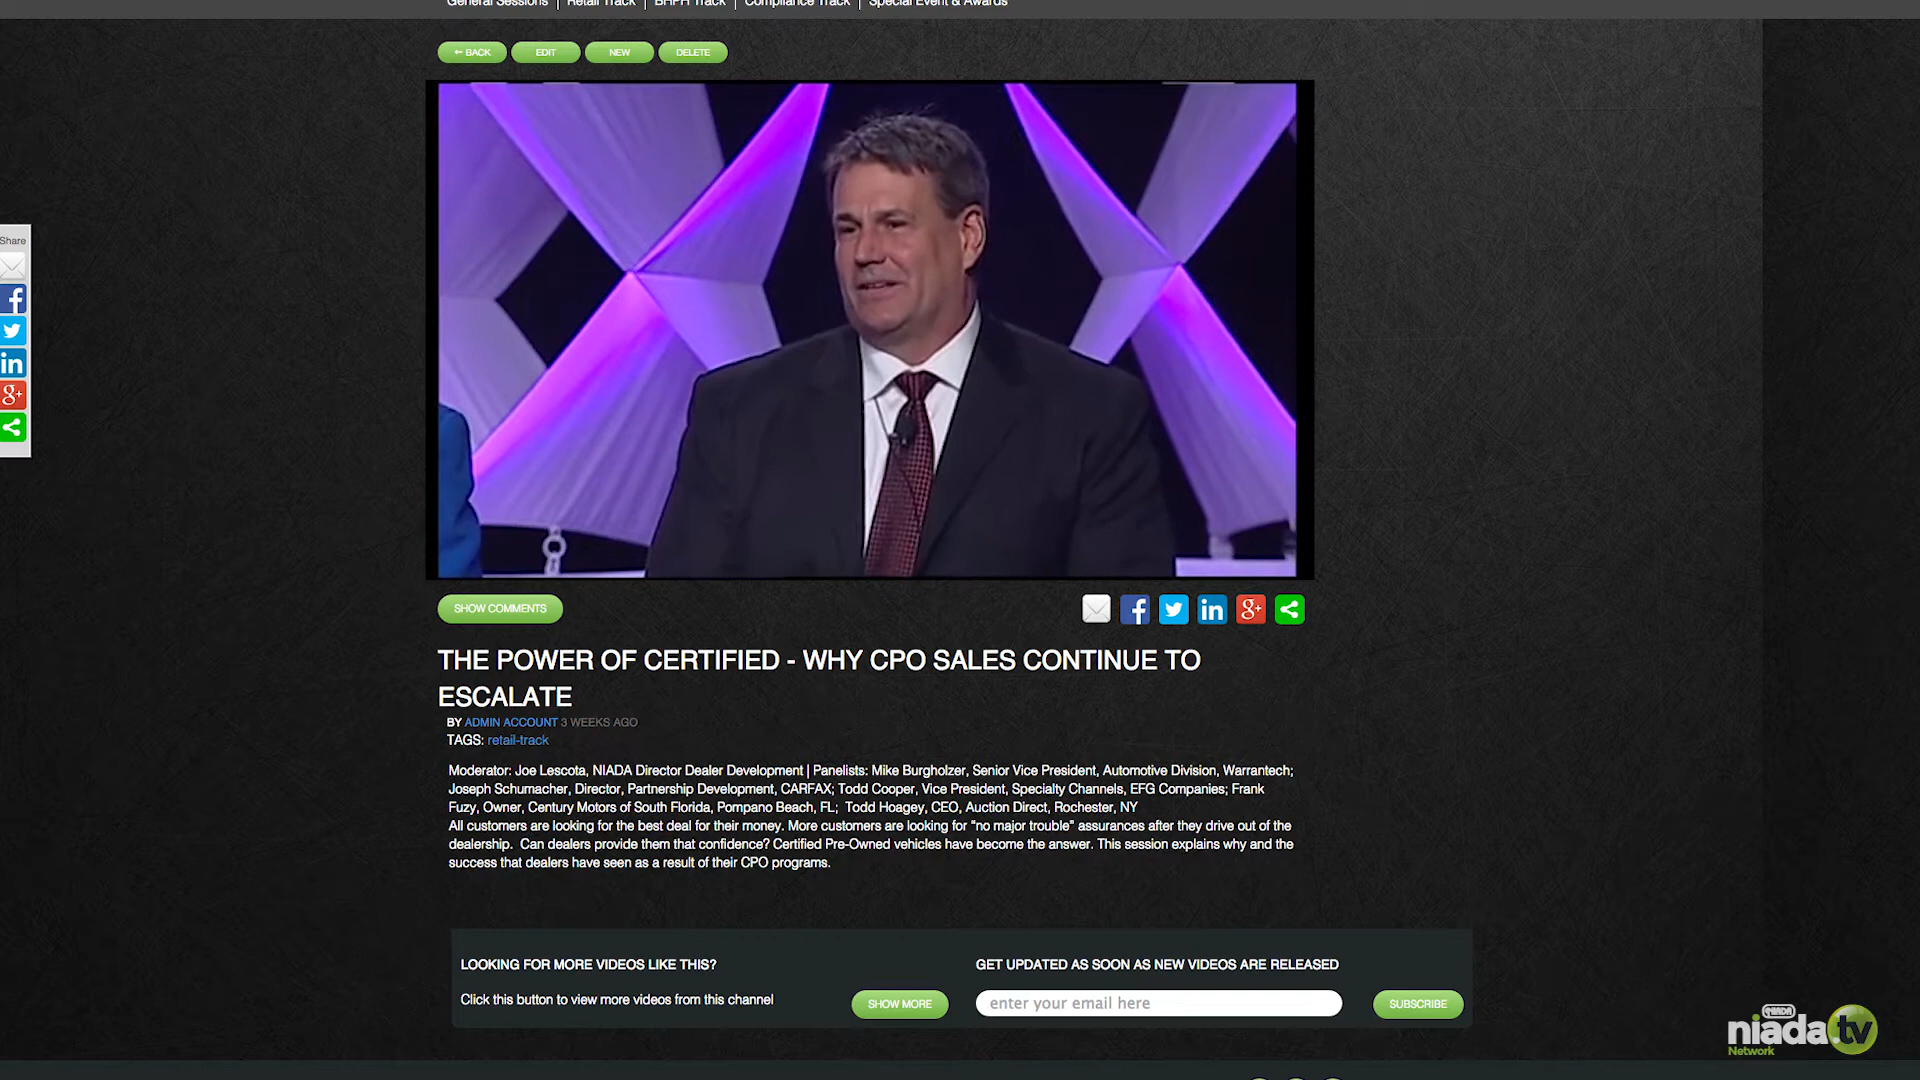 General Sessions | Retail Track | BHPH Track | Compliance Track | Special Event & Awards
← BACK EDIT NEW DELETE
Share
SHOW COMMENTS
THE POWER OF CERTIFIED - WHY CPO SALES CONTINUE TO
ESCALATE
BY ADMIN ACCOUNT 3 WEEKS AGO
TAGS: retail-track
Moderator: Joe Lescota, NIADA Director Dealer Development | Panelists: Mike Burgholzer, Senior Vice President, Automotive Division, Warrantech;
Joseph Schumacher, Director, Partnership Development, CARFAX; Todd Cooper, Vice President, Specialty Channels, EFG Companies; Frank
Fuzy, Owner, Century Motors of South Florida, Pompano Beach, FL; Todd Hoagey, CEO, Auction Direct, Rochester, NY
All customers are looking for the best deal for their money. More customers are looking for "no major trouble" assurances after they drive out of the
dealership. Can dealers provide them that confidence? Certified Pre-Owned vehicles have become the answer. This session explains why and the
success that dealers have seen as a result of their CPO programs.
LOOKING FOR MORE VIDEOS LIKE THIS?
Click this button to view more videos from this channel
SHOW MORE
GET UPDATED AS SOON AS NEW VIDEOS ARE RELEASED
enter your email here
SUBSCRIBE
NIADA
niada.tv
Network